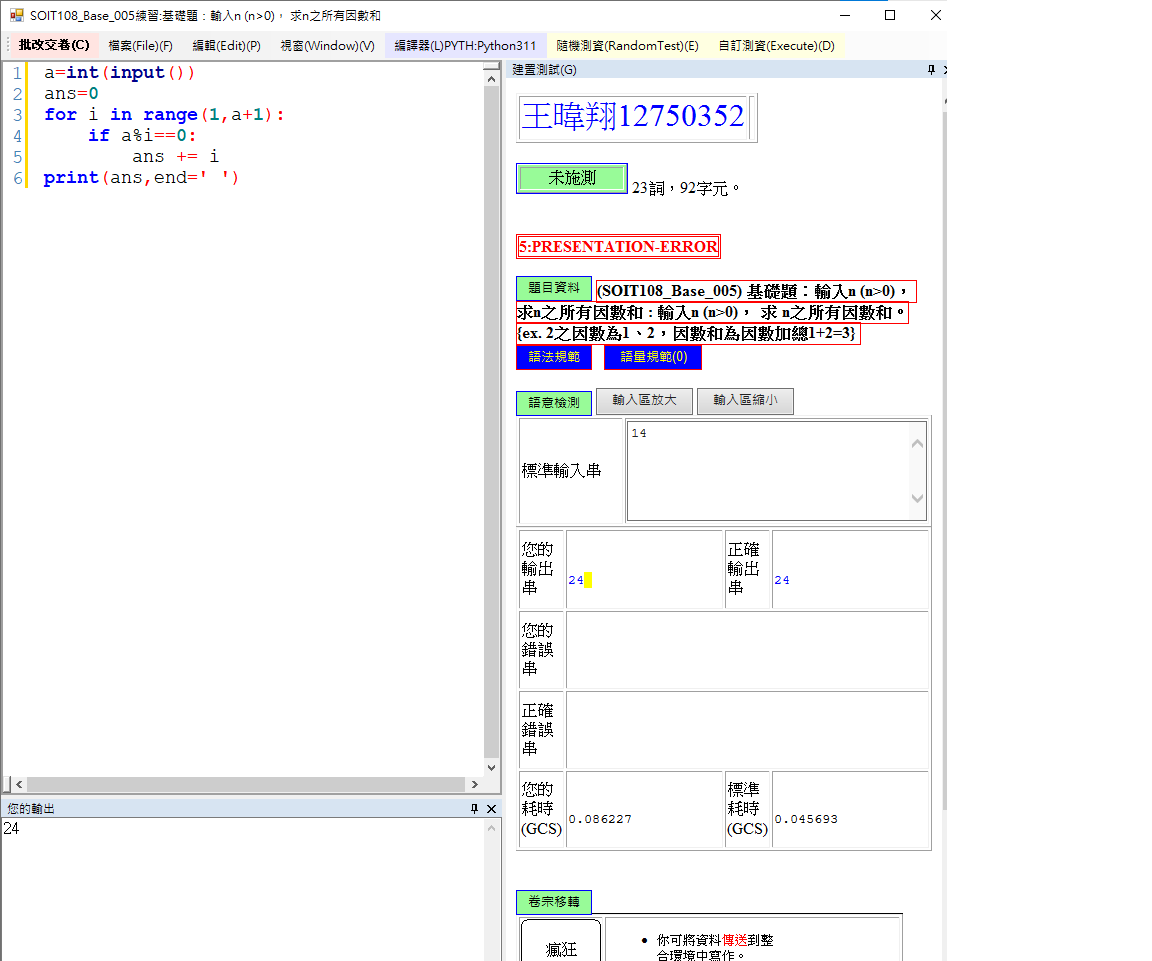 SOIT108_Base_005練習:基礎題：輸入n (n>0)， 求n之所有因數和
批改交卷(C) 檔案(File)(F) 編輯(Edit)(P) 視窗(Window)(V) 編譯器(L)PYTH:Python311 隨機測資(RandomTest)(E) 自訂測資(Execute)(D)
1 a=int(input())
2 ans=0
3 for i in range(1,a+1):
4 if a%i==0:
5 ans += i
6 print(ans,end=' ')
您的輸出
24
建置測試(G)
王暐翔12750352
未施測 23詞，92字元。
5:PRESENTATION-ERROR
題目資料 (SOIT108_Base_005) 基礎題：輸入n (n>0)，
求n之所有因數和 : 輸入n (n>0)， 求 n之所有因數和。
{ex. 2之因數為1、2，因數和為因數加總1+2=3}
語法規範 語量規範(0)
語意檢測 輸入區放大 輸入區縮小
標準輸入串 14
您的
輸出
串
24
正確
輸出
串
24
您的
錯誤
串
正確
錯誤
串
您的
耗時
(GCS)
0.086227
標準
耗時
(GCS)
0.045693
卷宗移轉
瘋狂
• 你可將資料傳送到整
合環境中寫作。